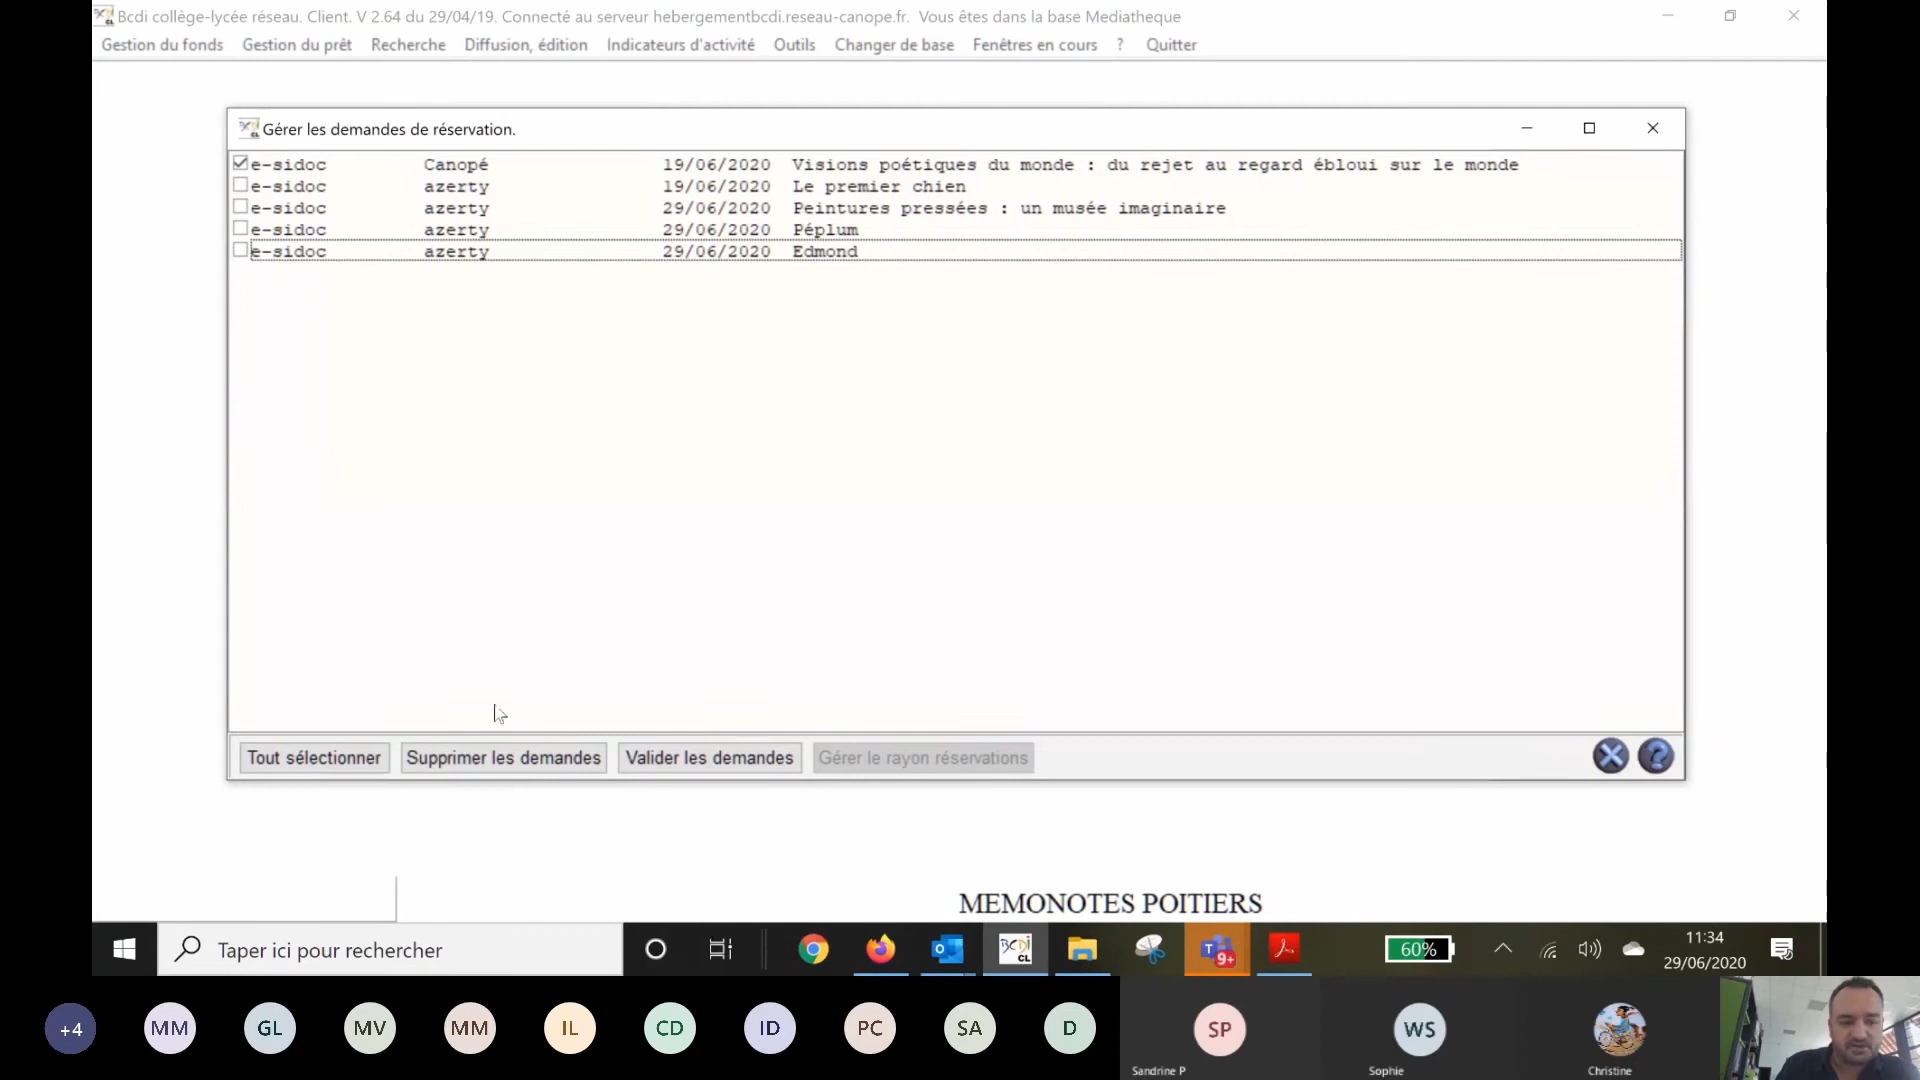 Bcdi collège-lycée réseau. Client. V 2.64 du 29/04/19. Connecté au serveur hebergementbcdi.reseau-canope.fr. Vous êtes dans la base Mediatheque
Gestion du fonds Gestion du prêt Recherche Diffusion, édition Indicateurs d'activité Outils Changer de base Fenêtres en cours ? Quitter
Gérer les demandes de réservation.
e-sidoc Canopé 19/06/2020 Visions poétiques du monde : du rejet au regard ébloui sur le monde
e-sidoc azerty 19/06/2020 Le premier chien
e-sidoc azerty 29/06/2020 Peintures pressées : un musée imaginaire
e-sidoc azerty 29/06/2020 Péplum
e-sidoc azerty 29/06/2020 Edmond
Tout sélectionner Supprimer les demandes Valider les demandes Gérer le rayon réservations
MEMONOTES POITIERS
Taper ici pour rechercher
BCDI
CL
T 9+
60%
11:34
29/06/2020
+4 MM GL MV MM IL CD ID PC SA D SP WS
Sandrine P Sophie Christine